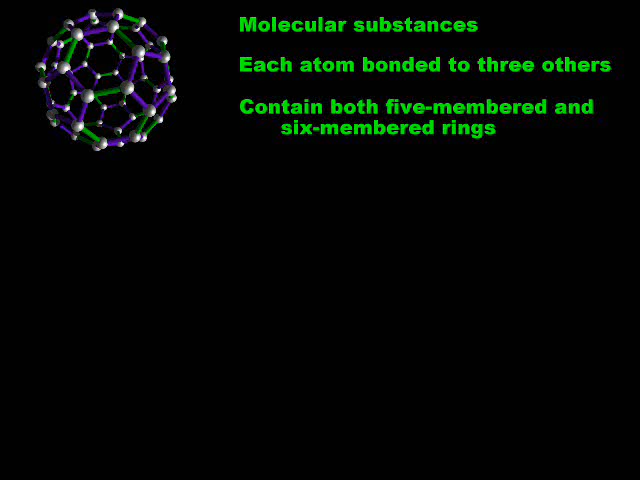 Molecular substances
Each atom bonded to three others
Contain both five-membered and
six-membered rings